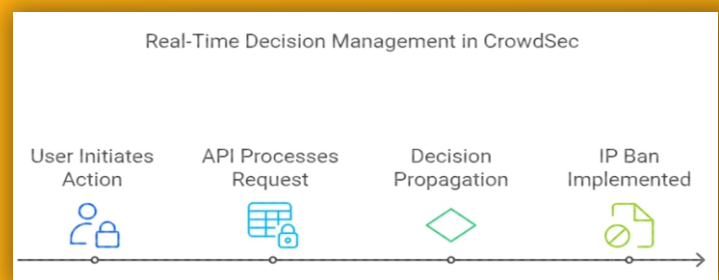 Real-Time Decision Management in CrowdSec
User Initiates
Action
API Processes
Request
Decision
Propagation
IP Ban
Implemented